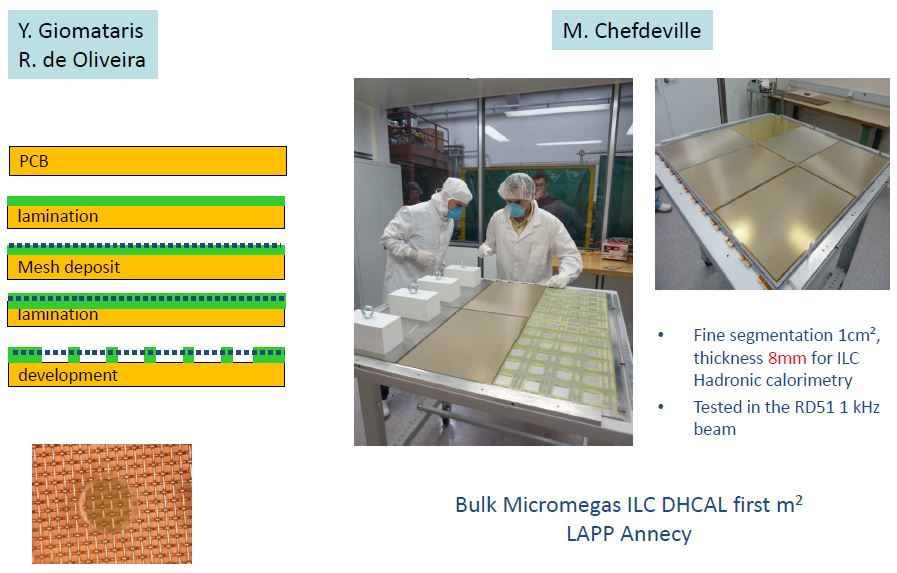 Y. Giomataris
R. de Oliveira
M. Chefdeville
PCB
lamination
Mesh deposit
lamination
development
• Fine segmentation 1cm²,
thickness 8mm for ILC
Hadronic calorimetry
• Tested in the RD51 1 kHz
beam
Bulk Micromegas ILC DHCAL first m²
LAPP Annecy